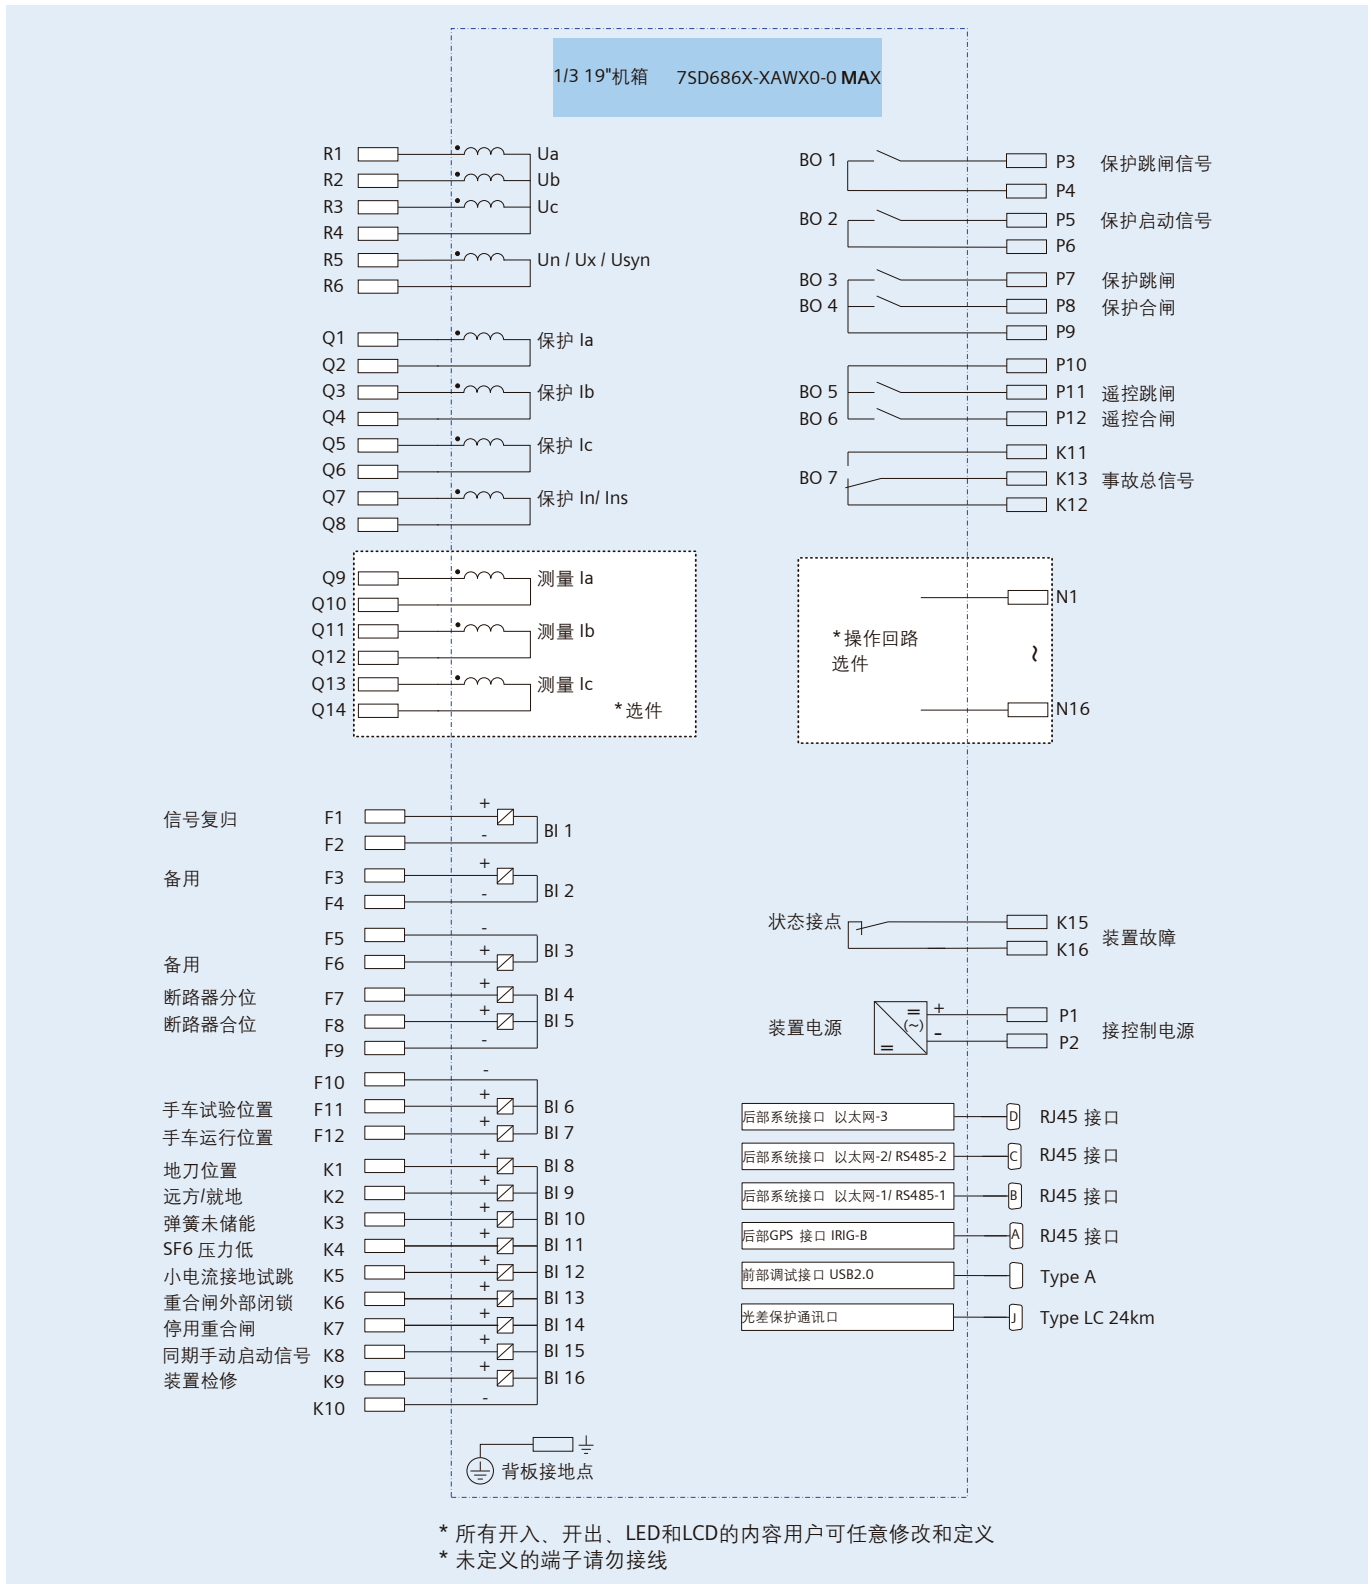 1/3 19"机箱 7SD686X-XAWX0-0 MAX
R1 Ua
R2 Ub
R3 Uc
R4
R5 Un / Ux / Usyn
R6
Q1 保护 Ia
Q2
Q3 保护 Ib
Q4
Q5 保护 Ic
Q6
Q7 保护 In/ Ins
Q8
Q9 测量 Ia
Q10
Q11 测量 Ib
Q12
Q13 测量 Ic
Q14 *选件
BO 1 P3 保护跳闸信号
P4
BO 2 P5 保护启动信号
P6
BO 3 P7 保护跳闸
BO 4 P8 保护合闸
P9
P10
BO 5 P11 遥控跳闸
BO 6 P12 遥控合闸
K11
BO 7 K13 事故总信号
K12
N1
*操作回路
选件
~
N16
信号复归 F1 + BI 1
F2 -
备用 F3 + BI 2
F4 -
F5 - BI 3
备用 F6 +
断路器分位 F7 + BI 4
断路器合位 F8 + BI 5
F9 -
F10 -
手车试验位置 F11 + BI 6
手车运行位置 F12 + BI 7
地刀位置 K1 + BI 8
远方/就地 K2 + BI 9
弹簧未储能 K3 + BI 10
SF6 压力低 K4 + BI 11
小电流接地试跳 K5 + BI 12
重合闸外部闭锁 K6 + BI 13
停用重合闸 K7 + BI 14
同期手动启动信号 K8 + BI 15
装置检修 K9 + BI 16
K10 -
背板接地点
状态接点 K15 装置故障
K16
装置电源 = (~) = + P1 接控制电源
- P2
后部系统接口 以太网-3 D RJ45 接口
后部系统接口 以太网-2/ RS485-2 C RJ45 接口
后部系统接口 以太网-1/ RS485-1 B RJ45 接口
后部GPS 接口 IRIG-B A RJ45 接口
前部调试接口 USB2.0 Type A
光差保护通讯口 J Type LC 24km
* 所有开入、开出、LED和LCD的内容用户可任意修改和定义
* 未定义的端子请勿接线